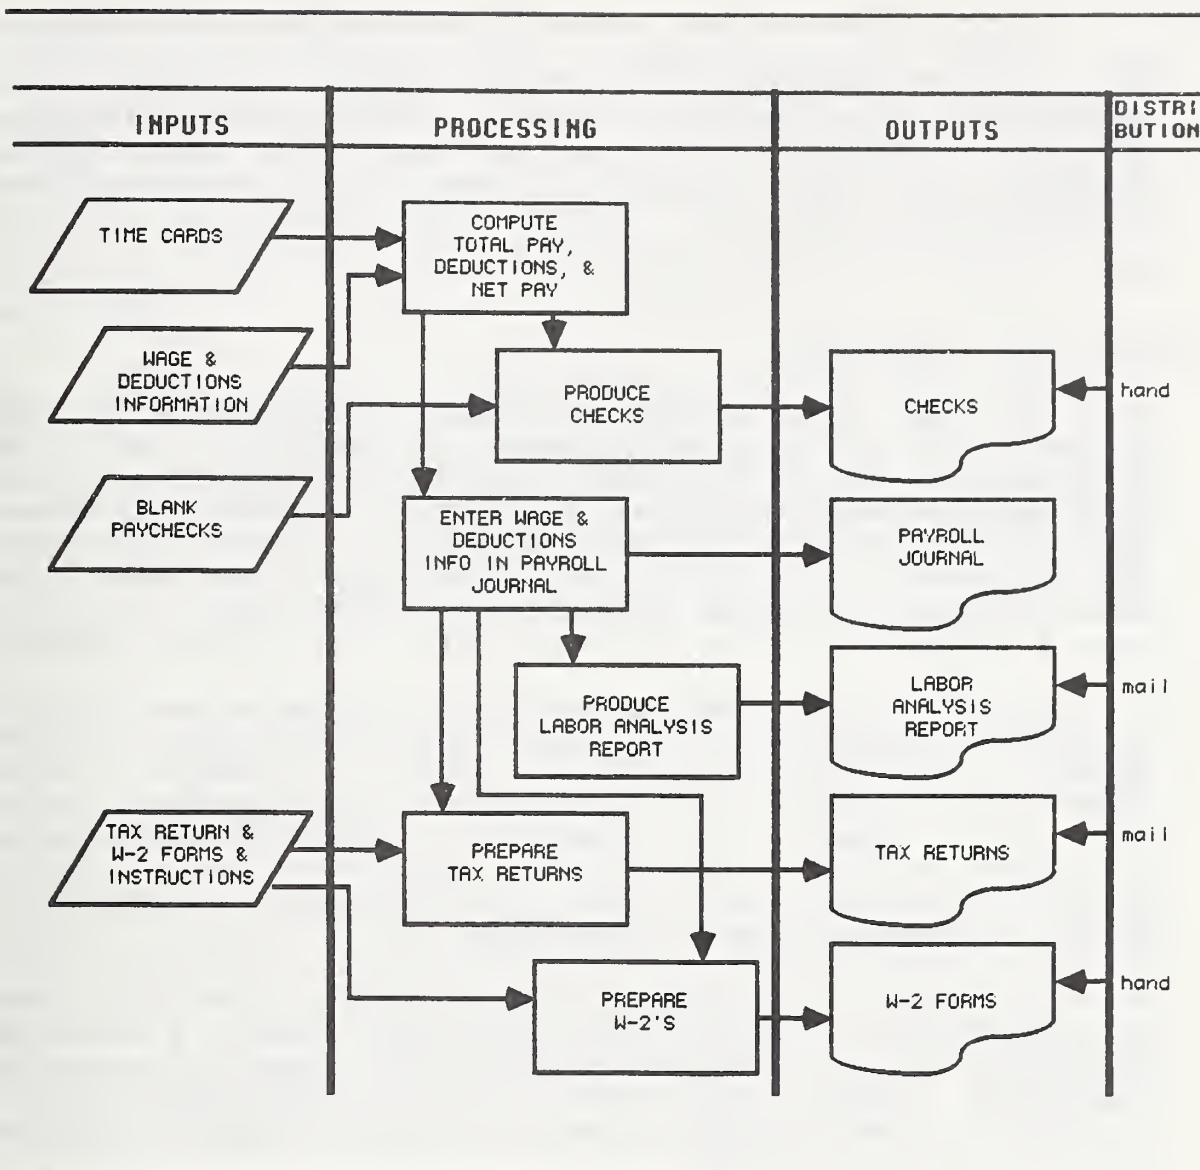 INPUTS
PROCESSING
OUTPUTS
DISTRI
BUTION
TIME CARDS
COMPUTE
TOTAL PAY,
DEDUCTIONS, &
NET PAY
WAGE &
DEDUCTIONS
INFORMATION
PRODUCE
CHECKS
CHECKS
hand
BLANK
PAYCHECKS
ENTER WAGE &
DEDUCTIONS
INFO IN PAYROLL
JOURNAL
PAYROLL
JOURNAL
PRODUCE
LABOR ANALYSIS
REPORT
LABOR
ANALYSIS
REPORT
mail
TAX RETURN &
W-2 FORMS &
INSTRUCTIONS
PREPARE
TAX RETURNS
TAX RETURNS
mail
PREPARE
W-2'S
W-2 FORMS
hand